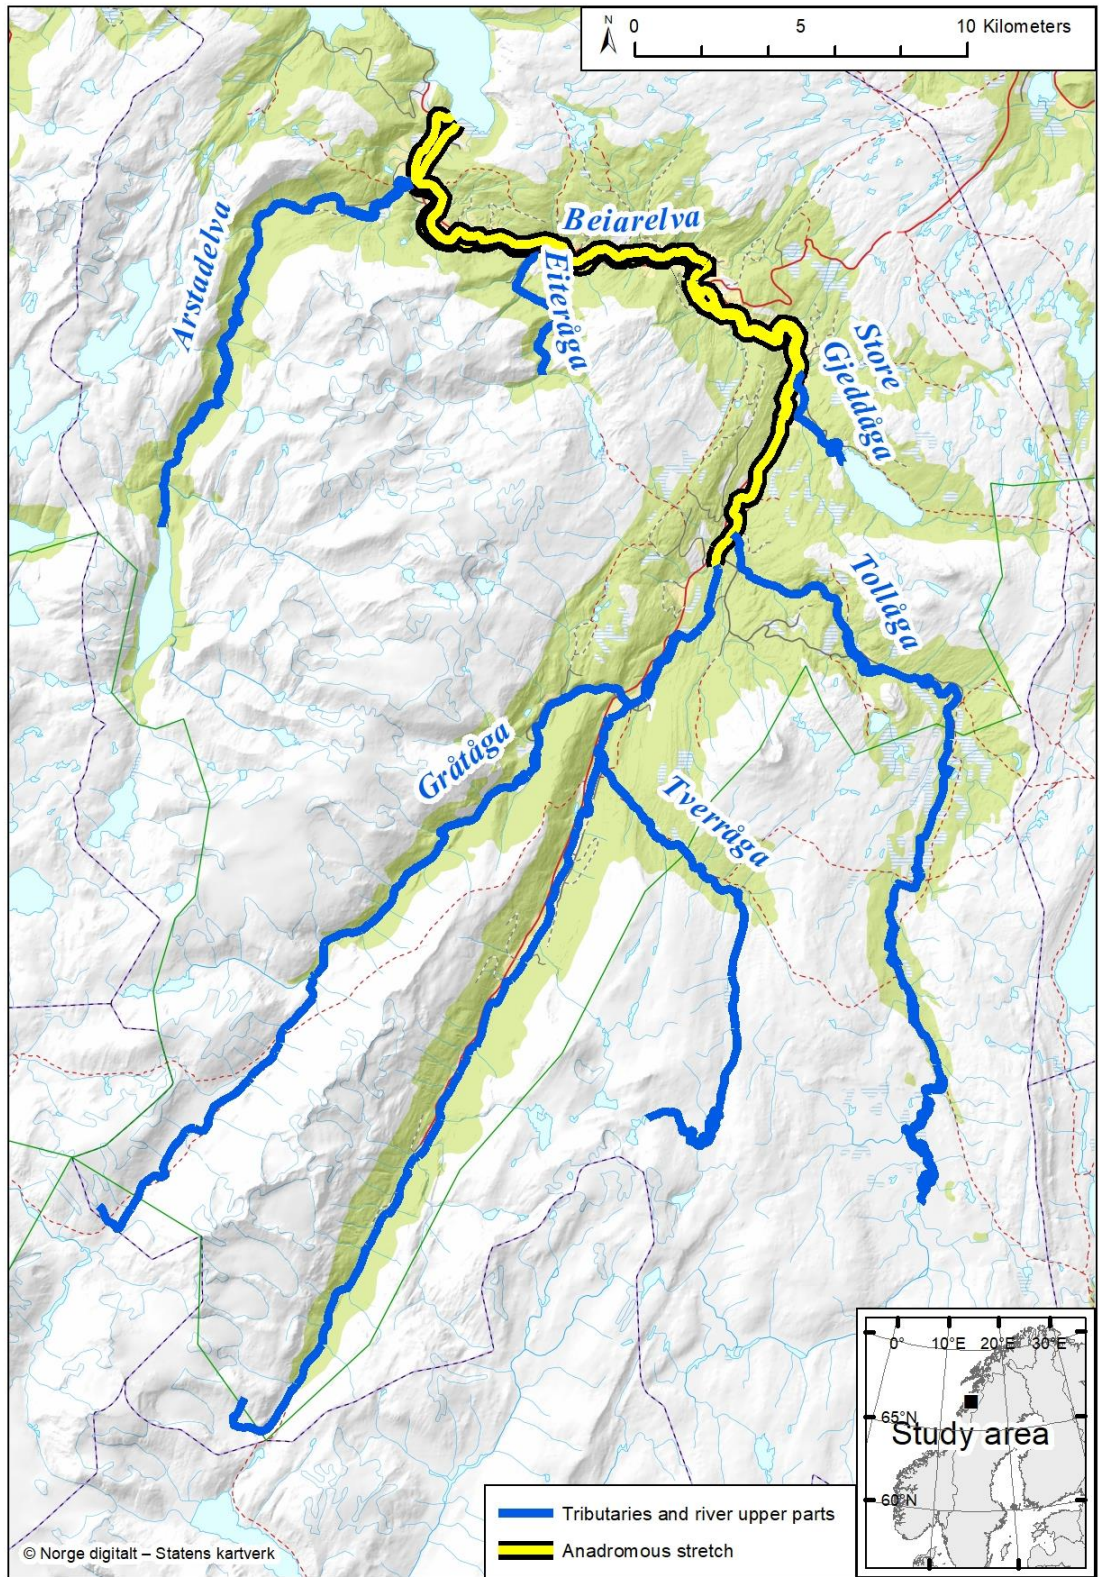 N
0 5 10 Kilometers
Beiarelva
Arstadelva
Eiteråga
Store
Gjeddåga
Tollåga
Gråtåga
Tverråga
0° 10°E 20°E 30°E
65°N
Study area
60°N
Tributaries and river upper parts
Anadromous stretch
© Norge digitalt – Statens kartverk